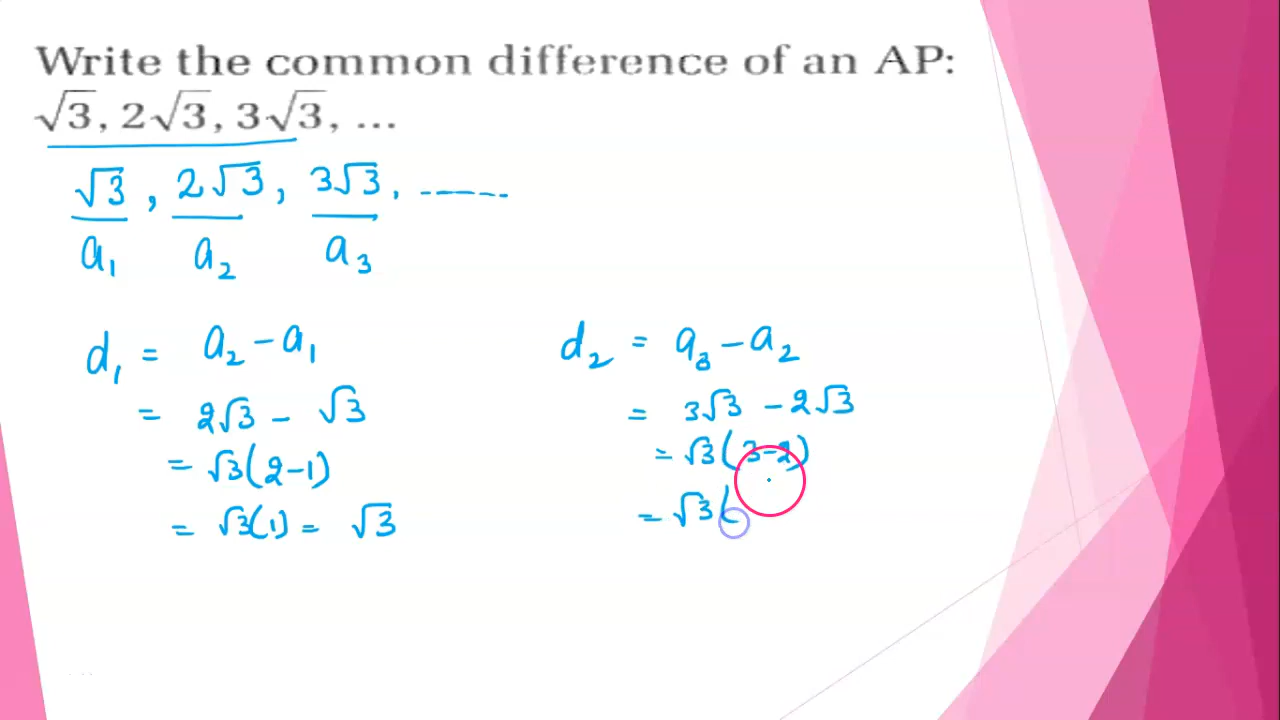 Write the common difference of an AP:
√3, 2√3, 3√3, ...
√3, 2√3, 3√3, .......
a₁ a₂ a₃
d₁ = a₂ - a₁
= 2√3 - √3
= √3(2-1)
= √3(1) = √3
d₂ = a₃ - a₂
= 3√3 - 2√3
= √3(3-2)
= √3(